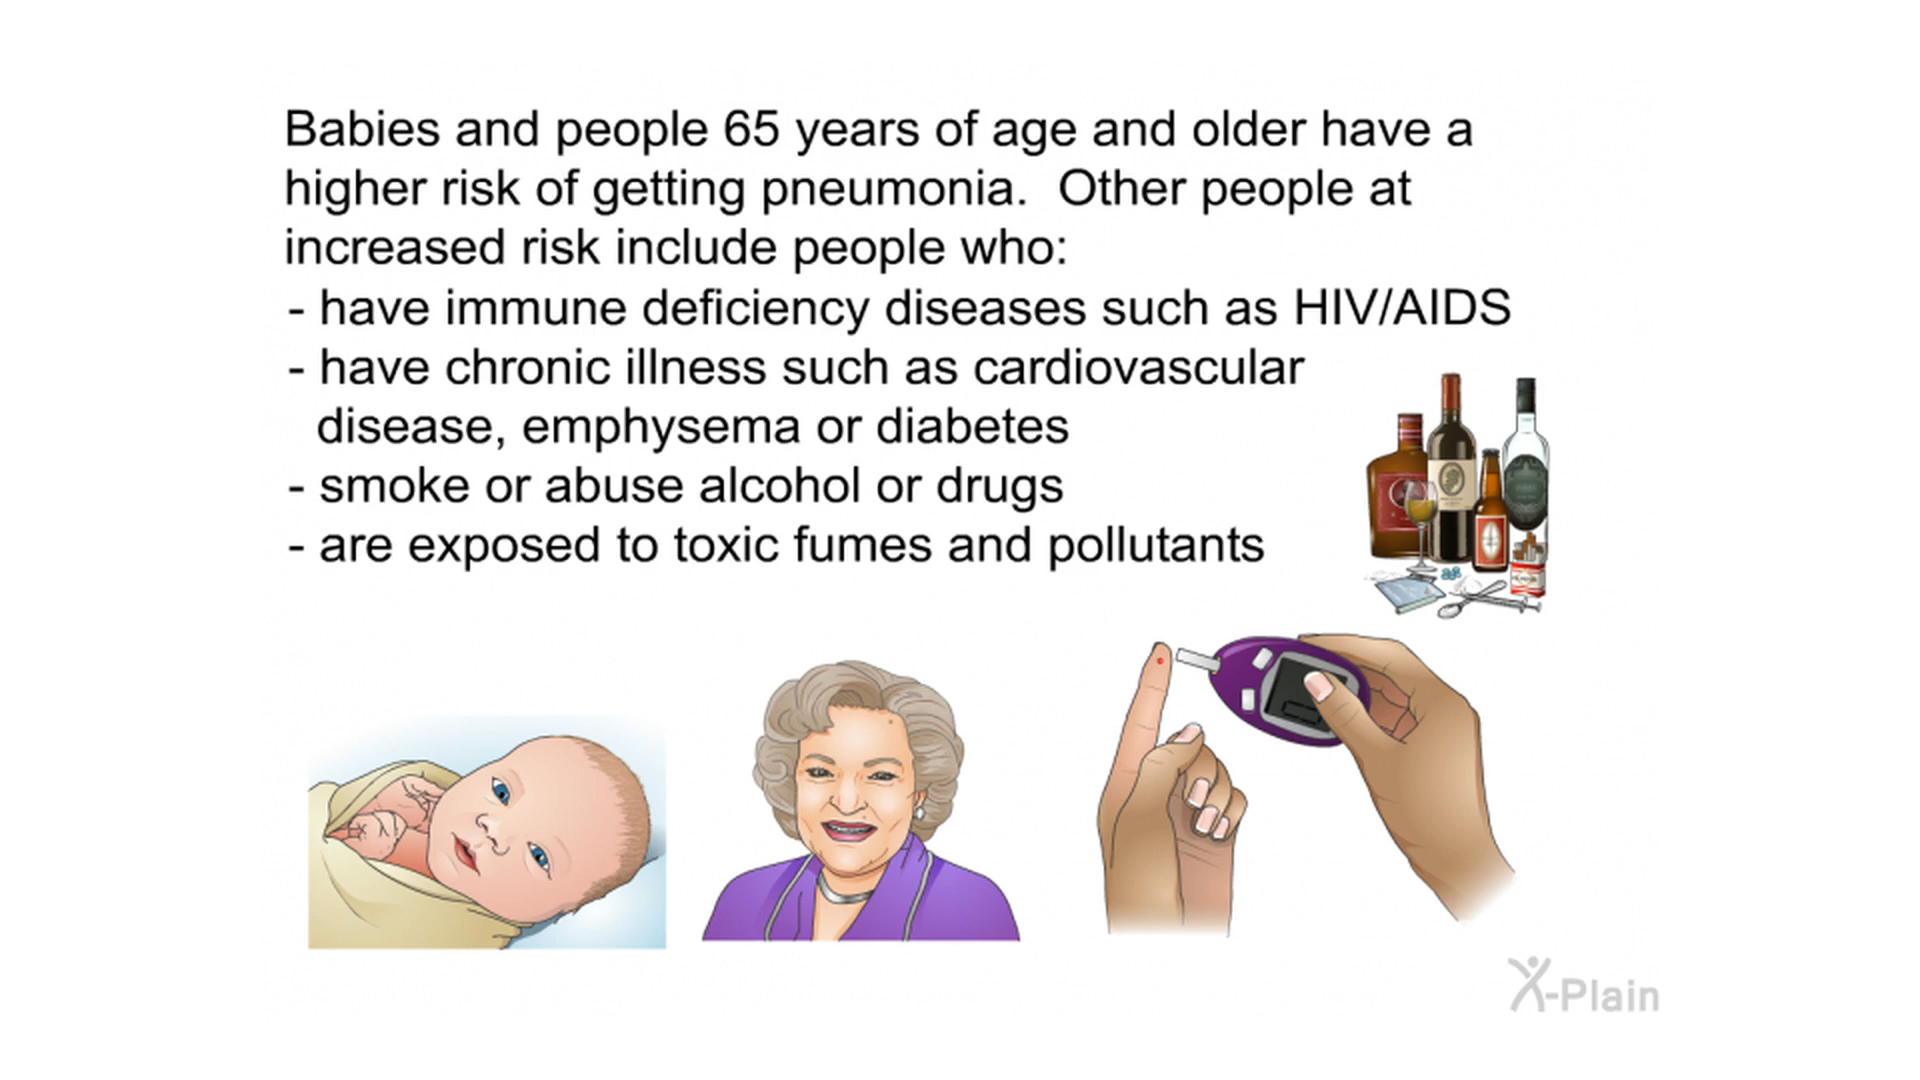 Babies and people 65 years of age and older have a
higher risk of getting pneumonia.  Other people at
increased risk include people who:
- have immune deficiency diseases such as HIV/AIDS
- have chronic illness such as cardiovascular
disease, emphysema or diabetes
- smoke or abuse alcohol or drugs
- are exposed to toxic fumes and pollutants
X-Plain